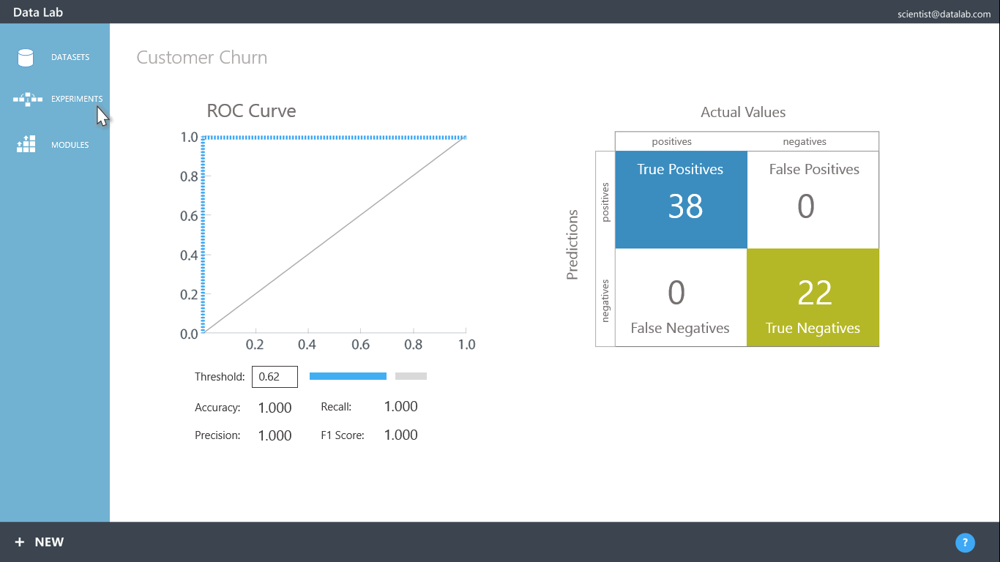 Data Lab
scientist@datalab.com
DATASETS
EXPERIMENTS
MODULES
Customer Churn
ROC Curve
1.0
0.8
0.6
0.4
0.2
0.0
0.2 0.4 0.6 0.8 1.0
Threshold: 0.62
Accuracy: 1.000 Recall: 1.000
Precision: 1.000 F1 Score: 1.000
Actual Values
positives negatives
Predictions
positives
negatives
True Positives False Positives
38 0
0 22
False Negatives True Negatives
+ NEW
?